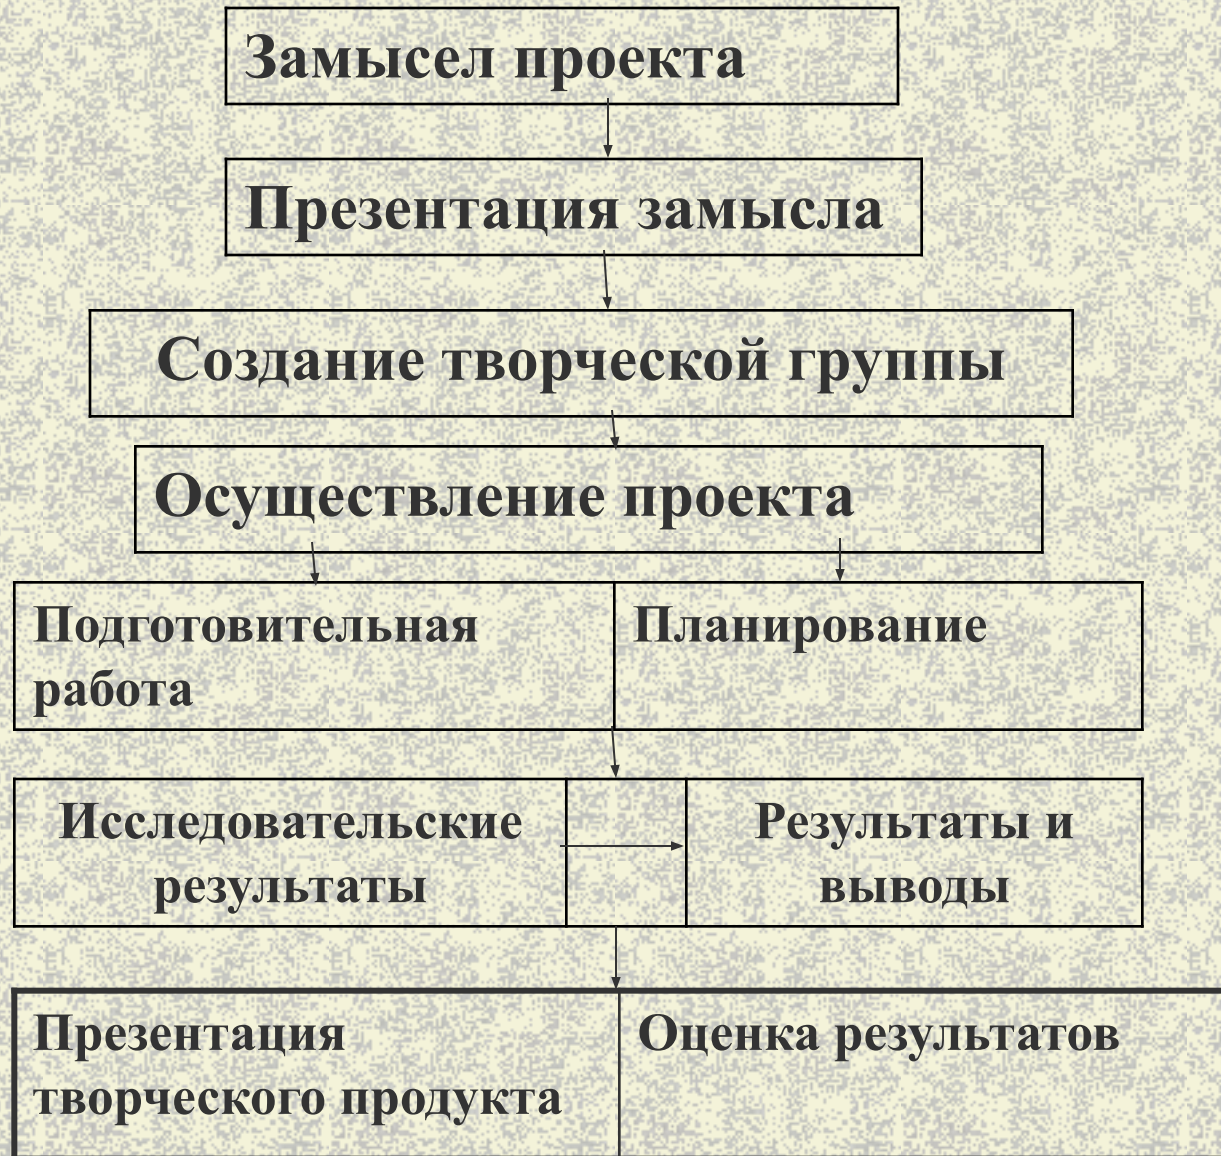 Замысел проекта
Презентация замысла
Создание творческой группы
Осуществление проекта
Подготовительная
работа
Планирование
Исследовательские
результаты
Результаты и
выводы
Презентация
творческого продукта
Оценка результатов